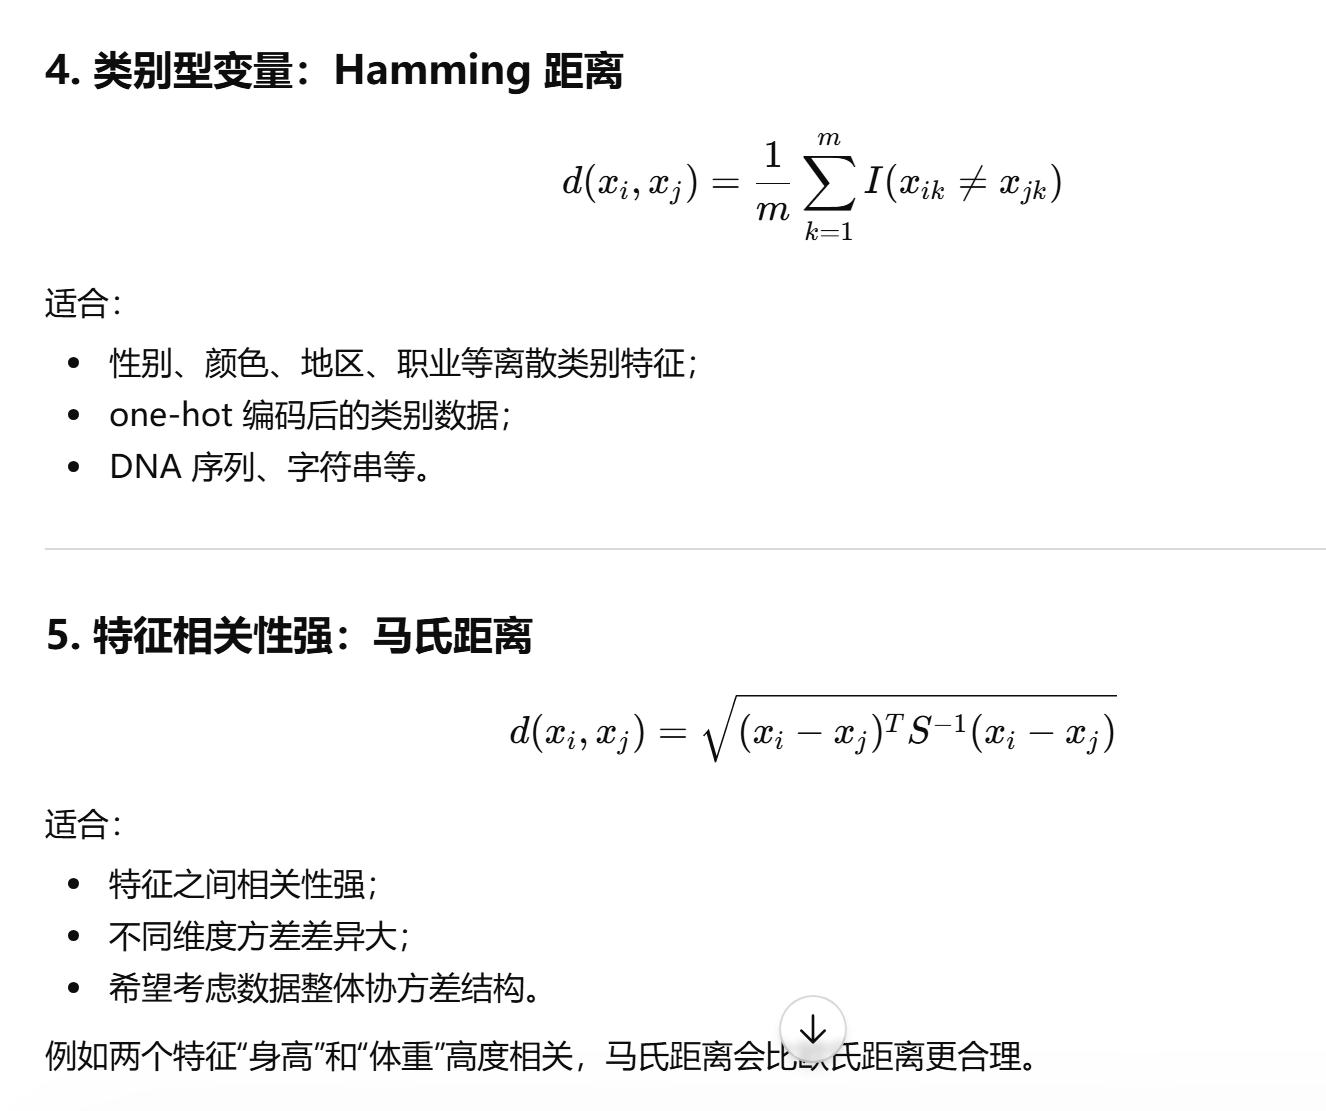 4. 类别型变量：Hamming 距离
d(x_i, x_j) = \frac{1}{m} \sum_{k=1}^{m} I(x_{ik} ≠ x_{jk})
适合：
• 性别、颜色、地区、职业等离散类别特征；
• one-hot 编码后的类别数据；
• DNA 序列、字符串等。
5. 特征相关性强：马氏距离
d(x_i, x_j) = \sqrt{(x_i − x_j)^T S^{−1} (x_i − x_j)}
适合：
• 特征之间相关性强；
• 不同维度方差差异大；
• 希望考虑数据整体协方差结构。
例如两个特征“身高”和“体重”高度相关，马氏距离会比氏距离更合理。